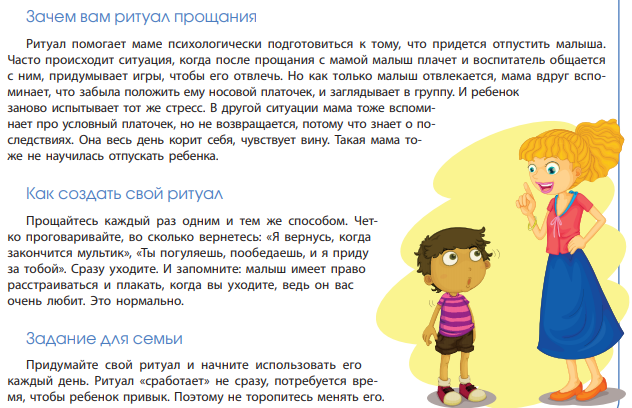 Зачем вам ритуал прощания
Ритуал помогает маме психологически подготовиться к тому, что придется отпустить малыша.
Часто происходит ситуация, когда после прощания с мамой малыш плачет и воспитатель общается
с ним, придумывает игры, чтобы его отвлечь. Но как только малыш отвлекается, мама вдруг вспо-
минает, что забыла положить ему носовой платочек, и заглядывает в группу. И ребенок
заново испытывает тот же стресс. В другой ситуации мама тоже вспоми-
нает про условный платочек, но не возвращается, потому что знает о по-
следствиях. Она весь день корит себя, чувствует вину. Такая мама то-
же не научилась отпускать ребенка.
Как создать свой ритуал
Прощайтесь каждый раз одним и тем же способом. Чет-
ко проговаривайте, во сколько вернетесь: «Я вернусь, когда
закончится мультик», «Ты погуляешь, пообедаешь, и я приду
за тобой». Сразу уходите. И запомните: малыш имеет право
расстраиваться и плакать, когда вы уходите, ведь он вас
очень любит. Это нормально.
Задание для семьи
Придумайте свой ритуал и начните использовать его
каждый день. Ритуал «сработает» не сразу, потребуется вре-
мя, чтобы ребенок привык. Поэтому не торопитесь менять его.